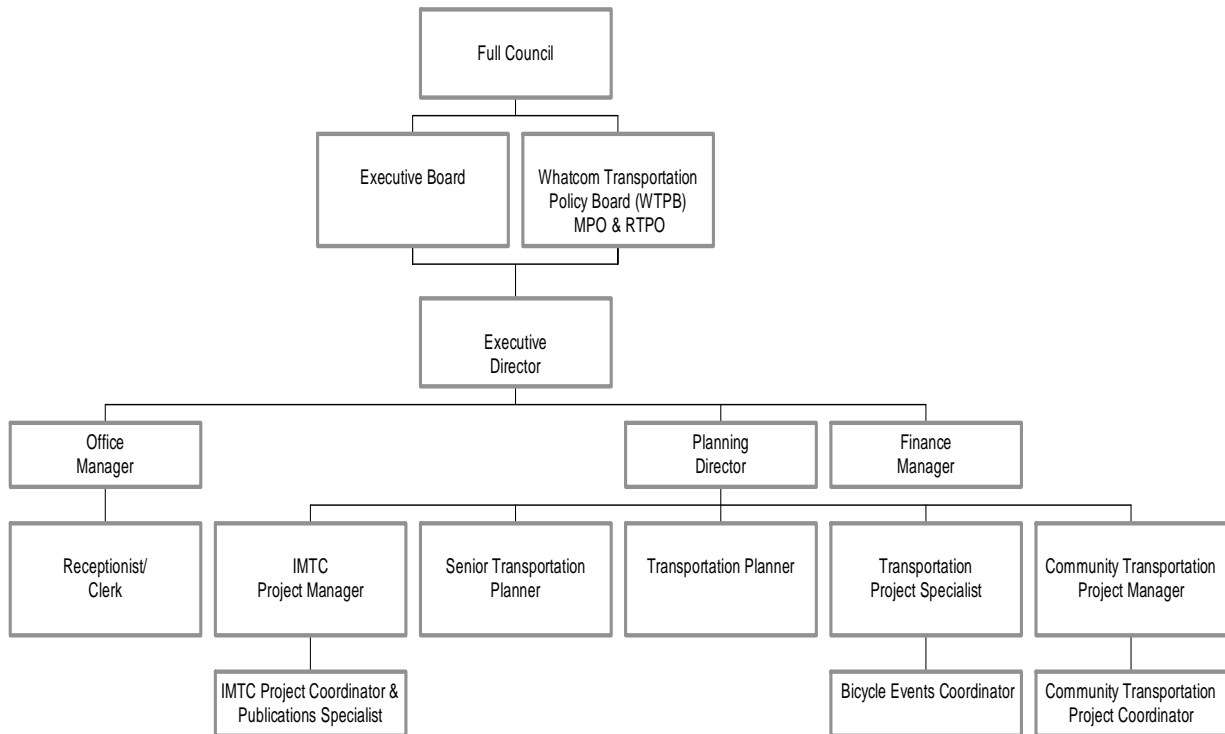 Full Council
Executive Board
Whatcom Transportation
Policy Board (WTPB)
MPO & RTPO
Executive
Director
Office
Manager
Planning
Director
Finance
Manager
Receptionist/
Clerk
IMTC
Project Manager
Senior Transportation
Planner
Transportation Planner
Transportation
Project Specialist
Community Transportation
Project Manager
IMTC Project Coordinator &
Publications Specialist
Bicycle Events Coordinator
Community Transportation
Project Coordinator